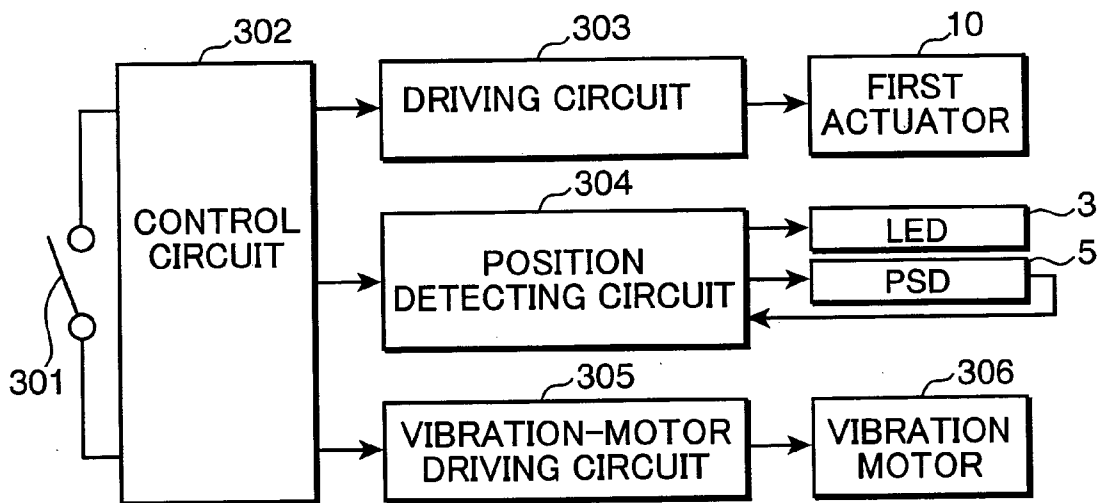 302
303
10
DRIVING CIRCUIT
FIRST
ACTUATOR
304
3
LED
CONTROL
CIRCUIT
POSITION
DETECTING CIRCUIT
5
PSD
301
305
306
VIBRATION-MOTOR
DRIVING CIRCUIT
VIBRATION
MOTOR